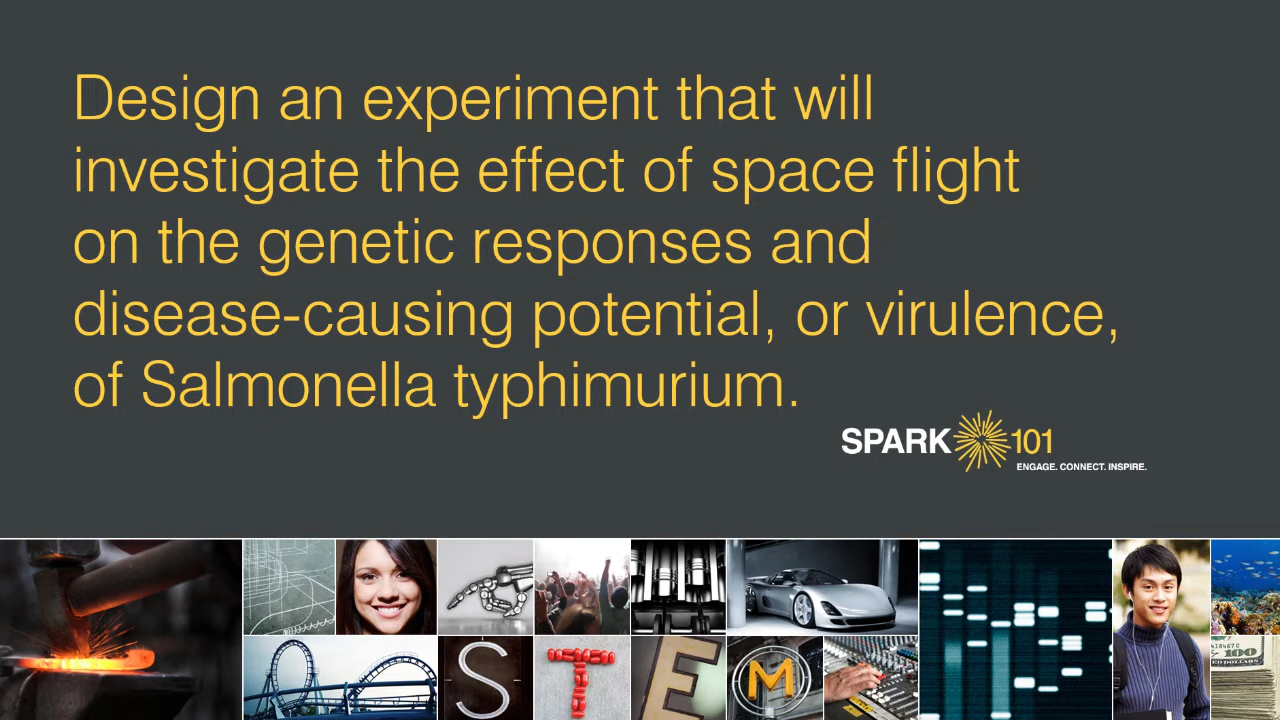 Design an experiment that will
investigate the effect of space flight
on the genetic responses and
disease-causing potential, or virulence,
of Salmonella typhimurium.
SPARK 101
ENGAGE. CONNECT. INSPIRE.
S T E M
100